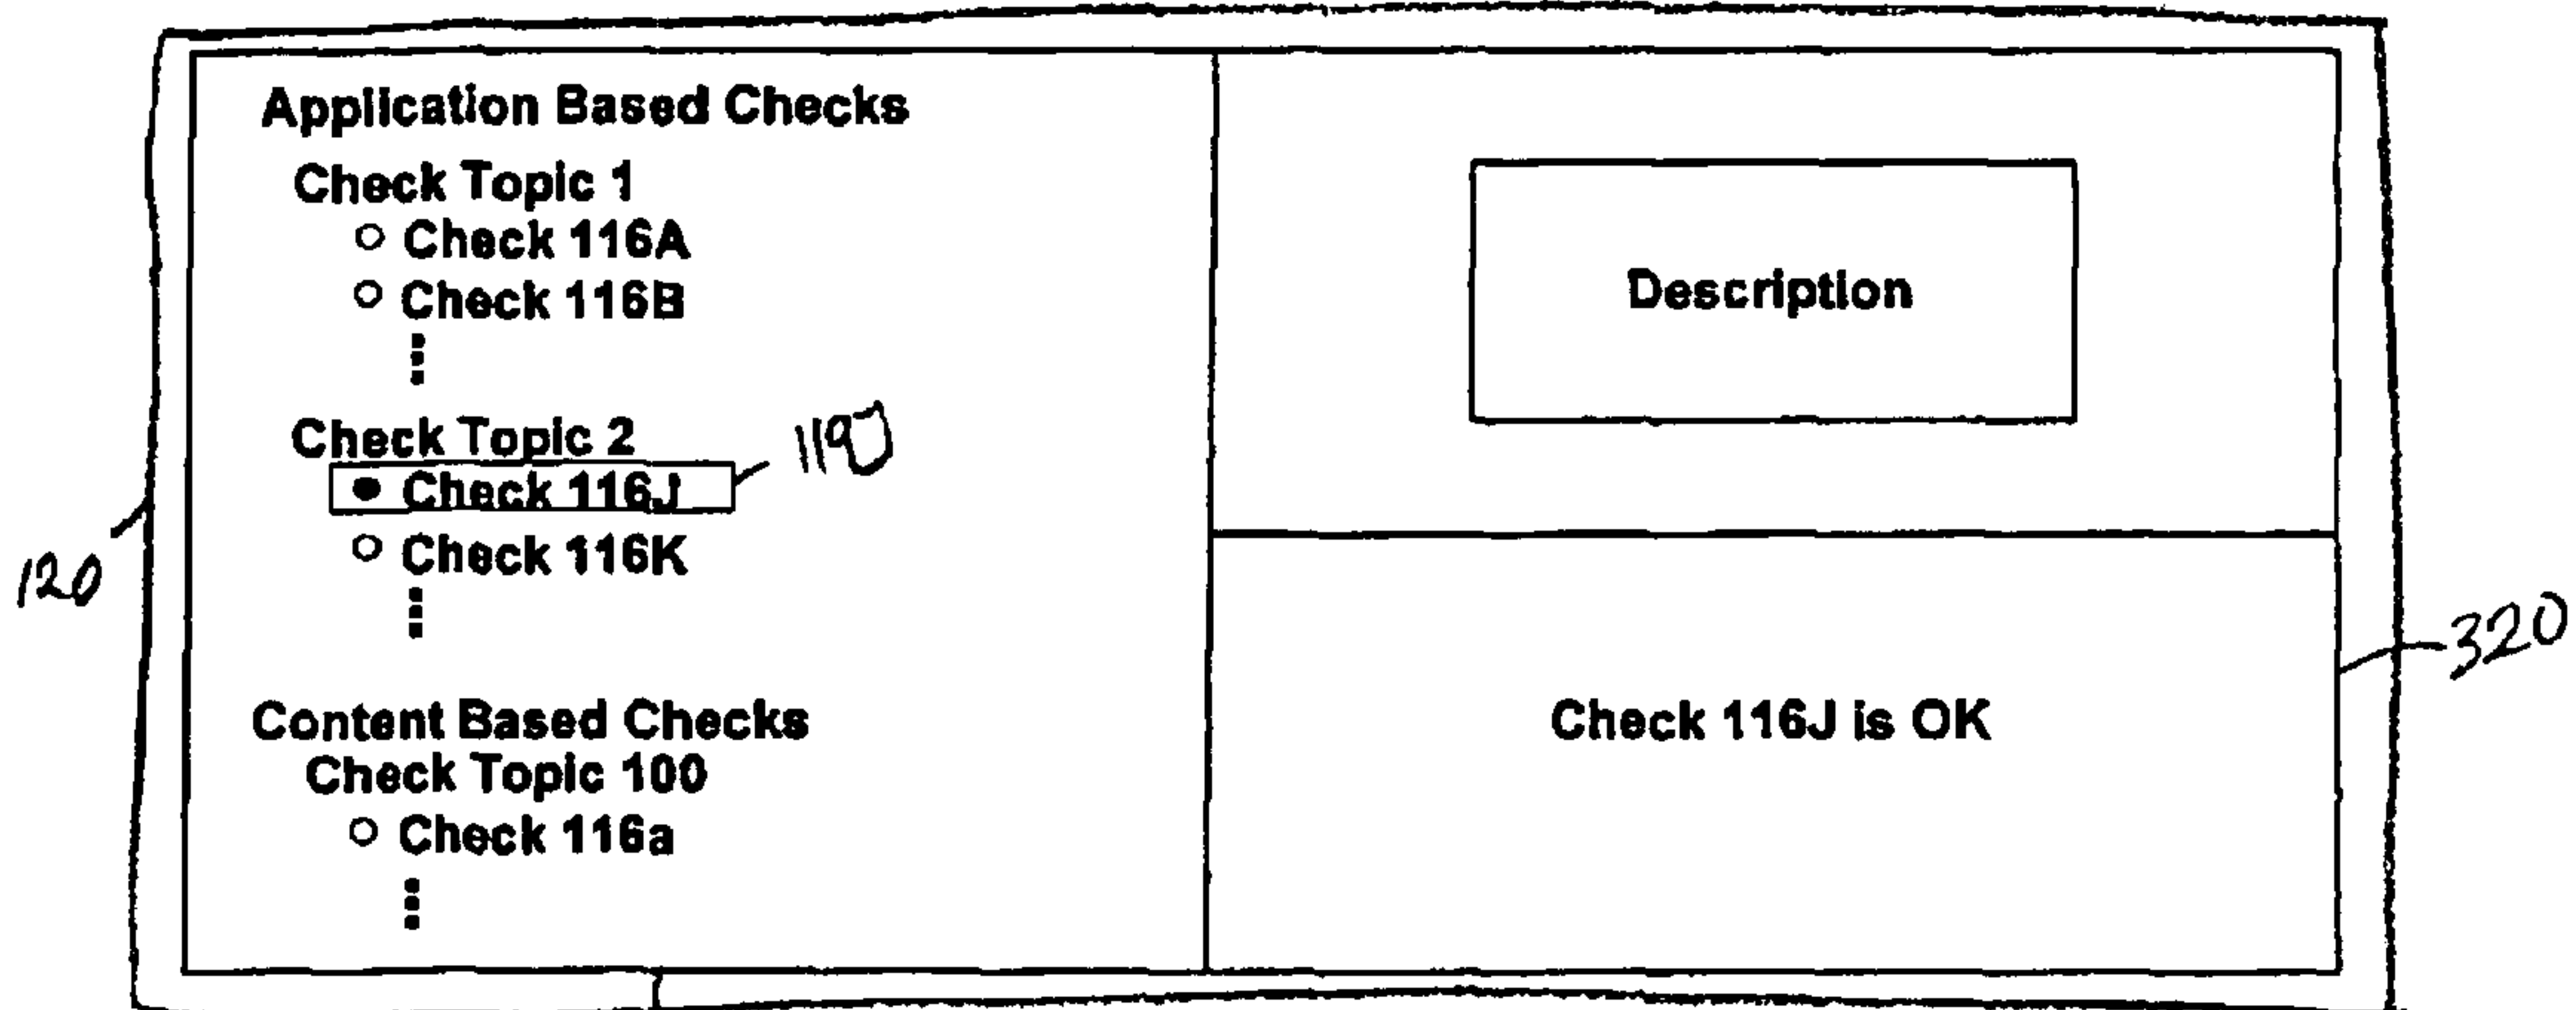 Application Based Checks
Check Topic 1
Check 116A
Check 116B
Check Topic 2
Check 116J
119J
Check 116K
Content Based Checks
Check Topic 100
Check 116a
120
Description
Check 116J is OK
320